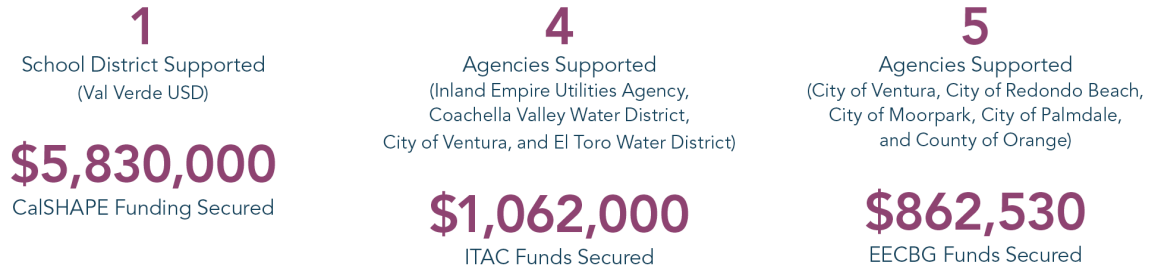 1
School District Supported
(Val Verde USD)
$5,830,000
CalSHAPE Funding Secured
4
Agencies Supported
(Inland Empire Utilities Agency,
Coachella Valley Water District,
City of Ventura, and El Toro Water District)
$1,062,000
ITAC Funds Secured
5
Agencies Supported
(City of Ventura, City of Redondo Beach,
City of Moorpark, City of Palmdale,
and County of Orange)
$862,530
EECBG Funds Secured